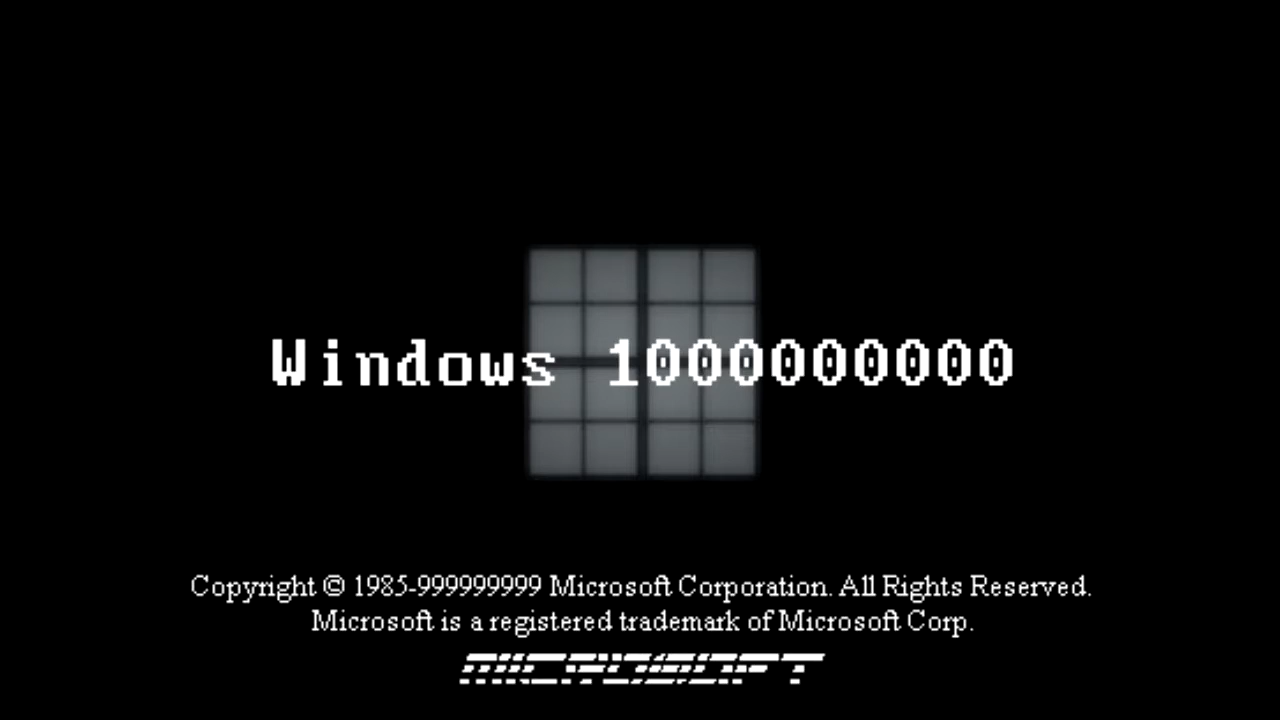 Windows 1000000000
Copyright © 1985-999999999 Microsoft Corporation. All Rights Reserved.
Microsoft is a registered trademark of Microsoft Corp.
MICROSOFT